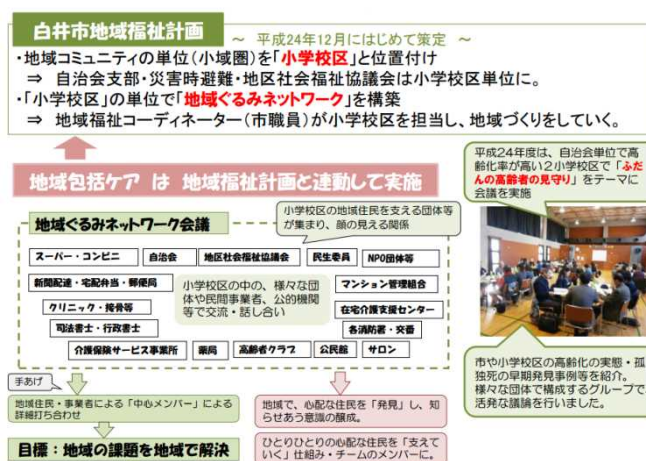 白井市地域福祉計画 ~ 平成24年12月にはじめて策定 ~
・地域コミュニティの単位(小域圏)を「小学校区」と位置付け
⇒ 自治会支部・災害時避難・地区社会福祉協議会は小学校区単位に。
・「小学校区」の単位で「地域ぐるみネットワーク」を構築
⇒ 地域福祉コーディネーター(市職員)が小学校区を担当し、地域づくりをしていく。
地域包括ケア は 地域福祉計画と連動して実施
平成24年度は、自治会単位で高
齢化率が高い2小学校区で「ふだ
んの高齢者の見守り」をテーマに
会議を実施
地域ぐるみネットワーク会議
小学校区の地域住民を支える団体等
が集まり、顔の見える関係
スーパー・コンビニ 自治会 地区社会福祉協議会 民生委員 NPO団体等
新聞配達・宅配弁当・郵便局
クリニック・接骨等
司法書士・行政書士
小学校区の中の、様々な団
体や民間事業者、公的機関
等で交流・話し合い
マンション管理組合
在宅介護支援センター
各消防署・交番
介護保険サービス事業所 薬局 高齢者クラブ 公民館 サロン
市や小学校区の高齢化の実態・孤
独死の早期発見事例等を紹介。
様々な団体で構成するグループで
活発な議論を行いました。
手あげ
地域住民・事業者による「中心メンバー」による
詳細打ち合わせ
目標:地域の課題を地域で解決
地域で、心配な住民を「発見」し、知
らせあう意識の醸成。
ひとりひとりの心配な住民を「支えて
いく」仕組み・チームのメンバーに。